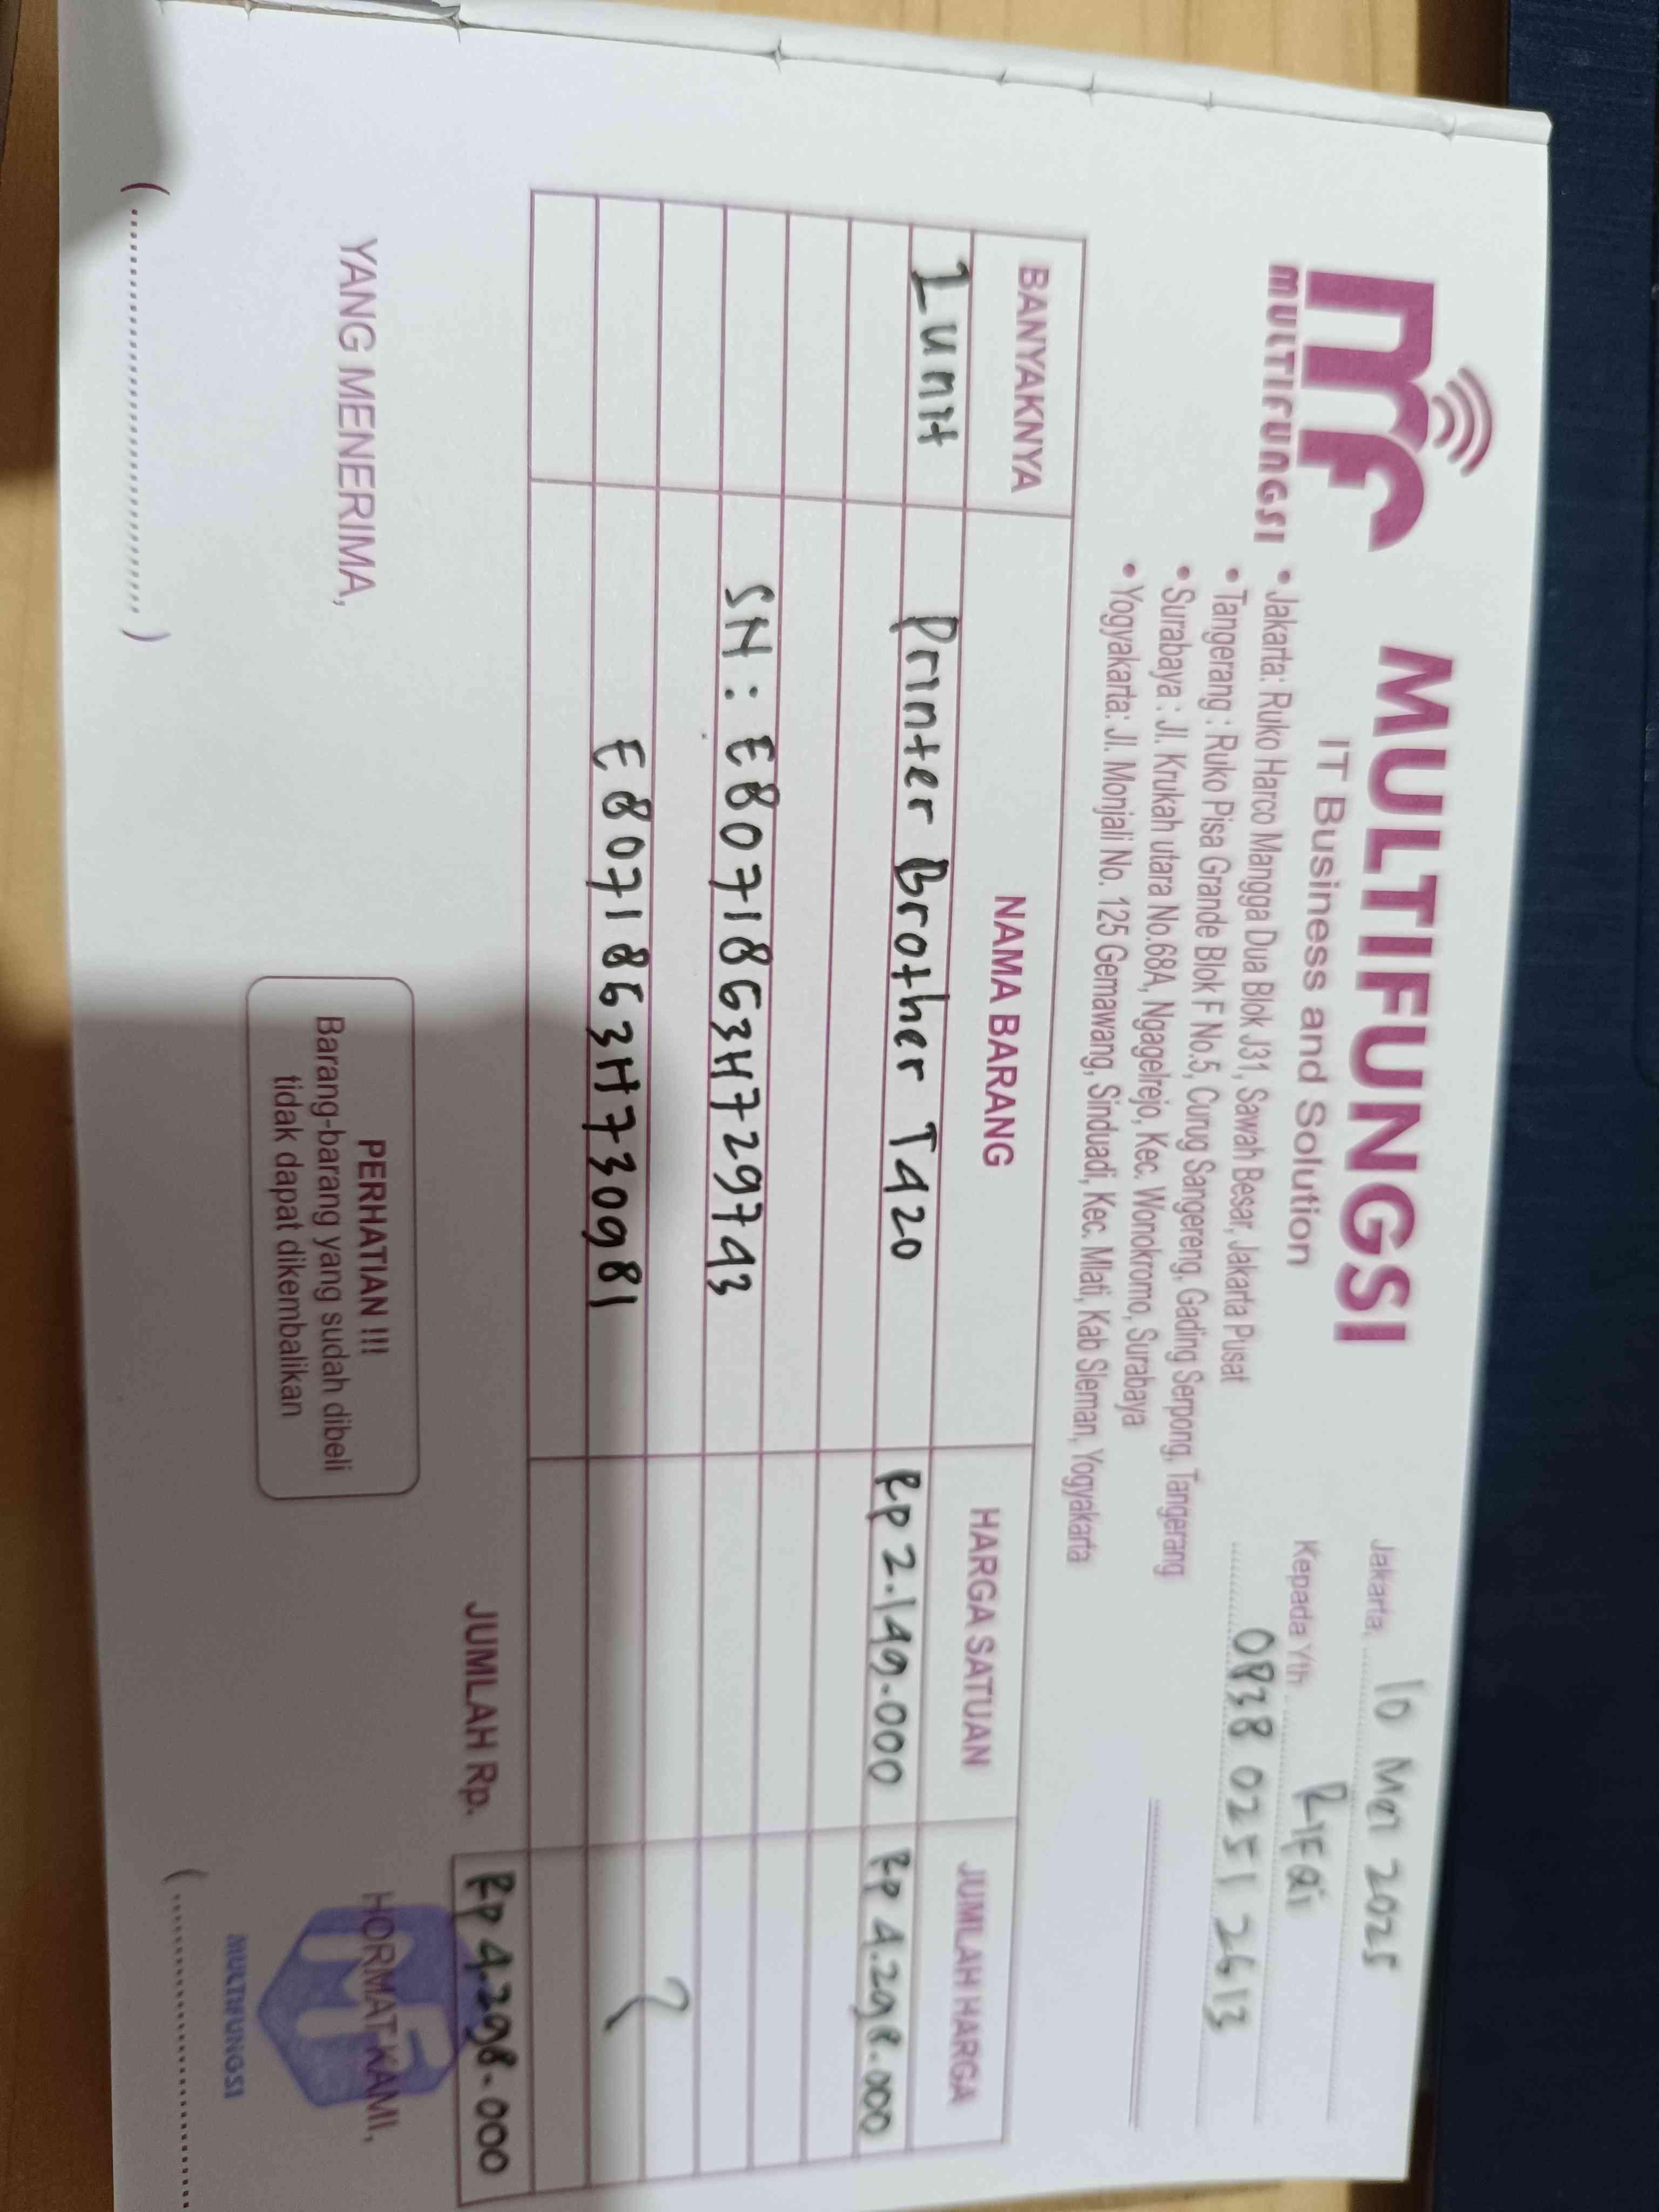 MULTIFUNGSI
MULTIFUNGSI
IT Business and Solution
• Jakarta: Ruko Harco Mangga Dua Blok J31, Sawah Besar, Jakarta Pusat
• Tangerang : Ruko Pisa Grande Blok F No.5, Curug Sangereng, Gading Serpong, Tangerang
• Surabaya : Jl. Krukah utara No.68A, Ngagelrejo, Kec. Wonokromo, Surabaya
• Yogyakarta: Jl. Monjali No. 125 Gemawang, Sinduadi, Kec. Mlati, Kab Sleman, Yogyakarta
Jakarta, 10 Mei 2025
Kepada Yth Rifai
0838 0251 2613
BANYAKNYA NAMA BARANG HARGA SATUAN JUMLAH HARGA
2 unit Printer Brother T420 Rp 2.149.000 Rp 4.298.000
SN : E80718G3H729743
E80718G3H730981
JUMLAH Rp. Rp 4.298.000
YANG MENERIMA,
PERHATIAN !!!
Barang-barang yang sudah dibeli
tidak dapat dikembalikan
HORMAT KAMI,
MULTIFUNGSI